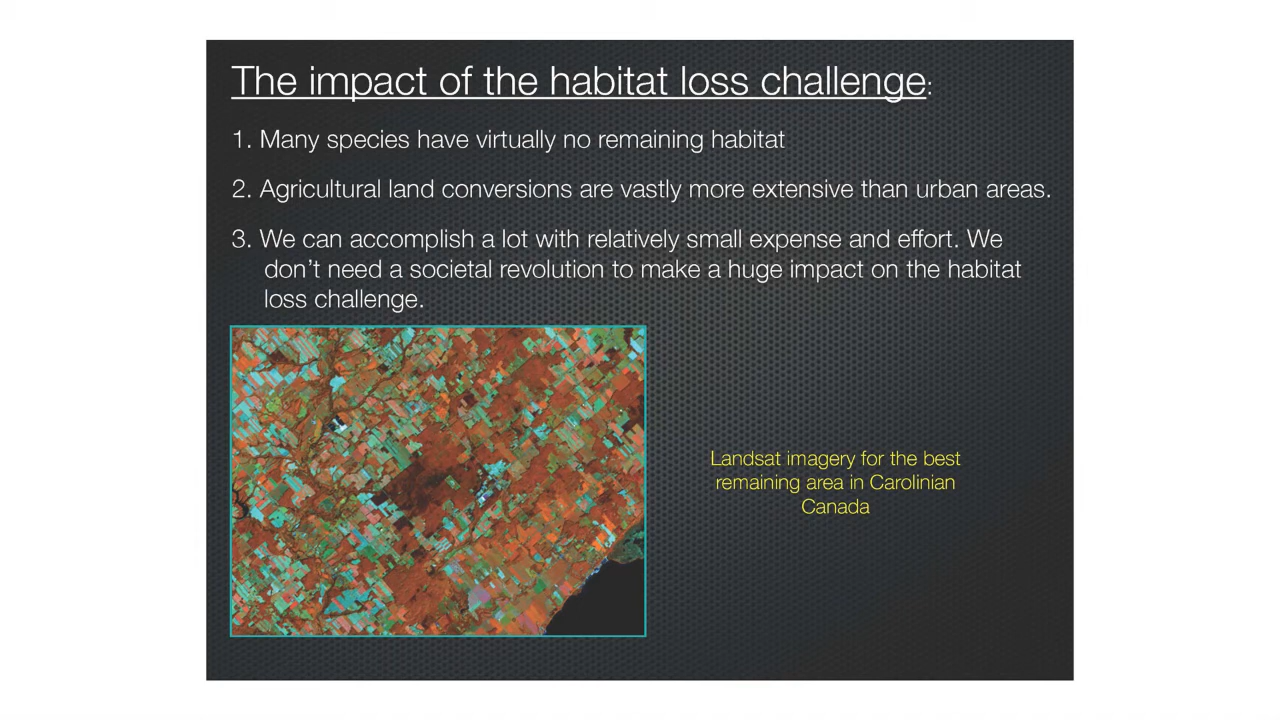 The impact of the habitat loss challenge:
1. Many species have virtually no remaining habitat
2. Agricultural land conversions are vastly more extensive than urban areas.
3. We can accomplish a lot with relatively small expense and effort. We
don’t need a societal revolution to make a huge impact on the habitat
loss challenge.
Landsat imagery for the best
remaining area in Carolinian
Canada